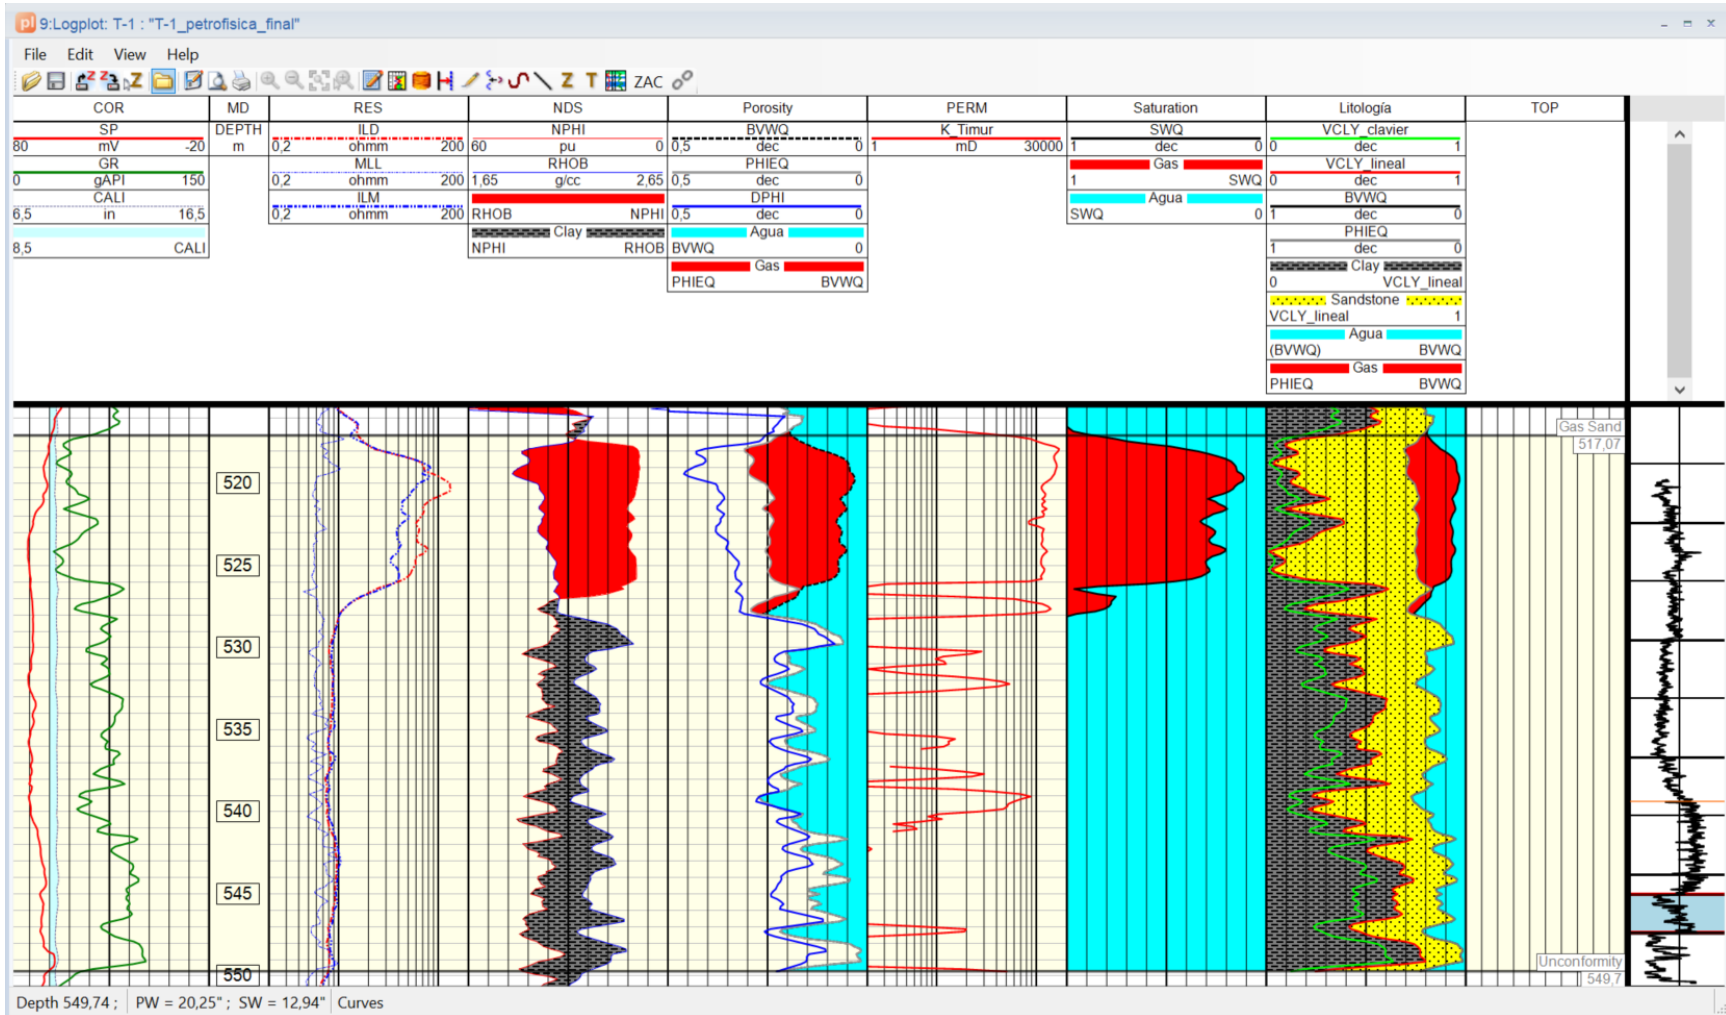 9:Logplot: T-1 : "T-1_petrofisica_final"
File Edit View Help
Z T ZAC
COR MD RES NDS Porosity PERM Saturation Litología TOP
SP DEPTH ILD NPHI BVWQ K_Timur SWQ VCLY_clavier
80 mV -20 m 0,2 ohmm 200 60 pu 0 0,5 dec 0 1 mD 30000 1 dec 0 0 dec 1
GR MLL RHOB PHIEQ Gas VCLY_lineal
0 gAPI 150 0,2 ohmm 200 1,65 g/cc 2,65 0,5 dec 0 1 SWQ 0 dec 1
CALI ILM DPHI Agua BVWQ
6,5 in 16,5 0,2 ohmm 200 RHOB NPHI 0,5 dec 0 SWQ 0 1 dec 0
Clay Agua PHIEQ
8,5 CALI NPHI RHOB BVWQ 0 1 dec 0
Gas Clay
PHIEQ BVWQ 0 VCLY_lineal
Sandstone
VCLY_lineal 1
Agua
(BVWQ) BVWQ
Gas
PHIEQ BVWQ
Gas Sand
517,07
520
525
530
535
540
545
Unconformity
550
549,7
Depth 549,74 ; PW = 20,25" ; SW = 12,94" Curves